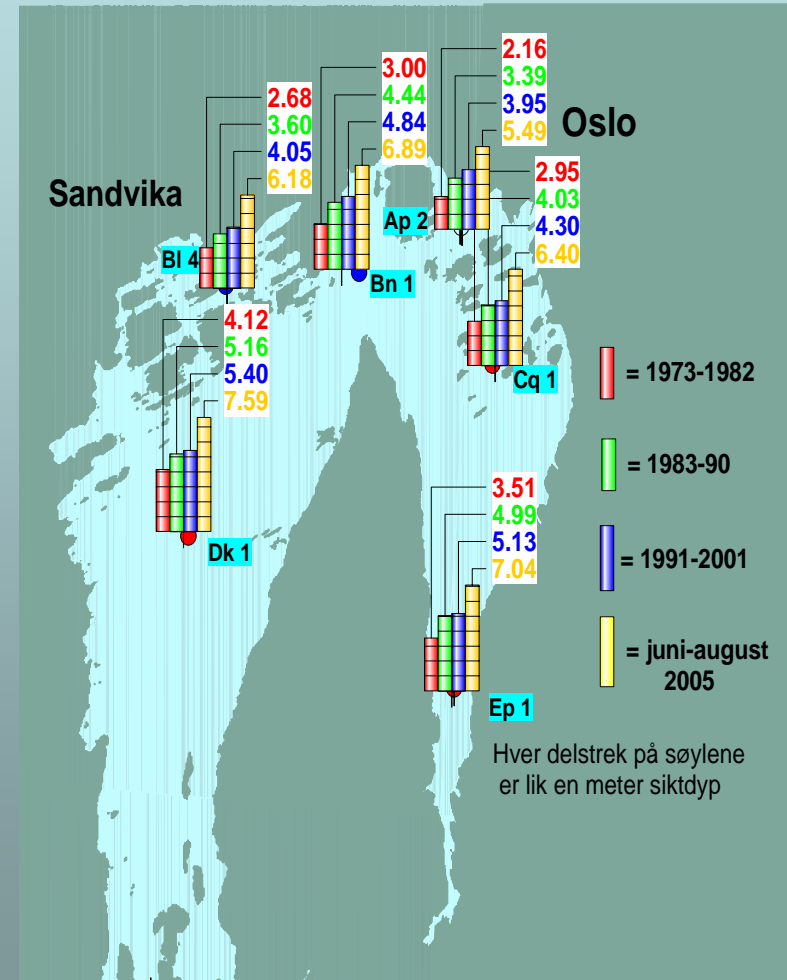 2.16
3.39
3.95
5.49
Oslo
3.00
4.44
4.84
6.89
2.68
3.60
4.05
6.18
Sandvika
2.95
4.03
4.30
6.40
Ap 2
Bl 4
Bn 1
4.12
5.16
5.40
7.59
Cq 1
= 1973-1982
= 1983-90
3.51
4.99
5.13
7.04
Dk 1
= 1991-2001
= juni-august
2005
Ep 1
Hver delstrek på søylene
er lik en meter siktdyp